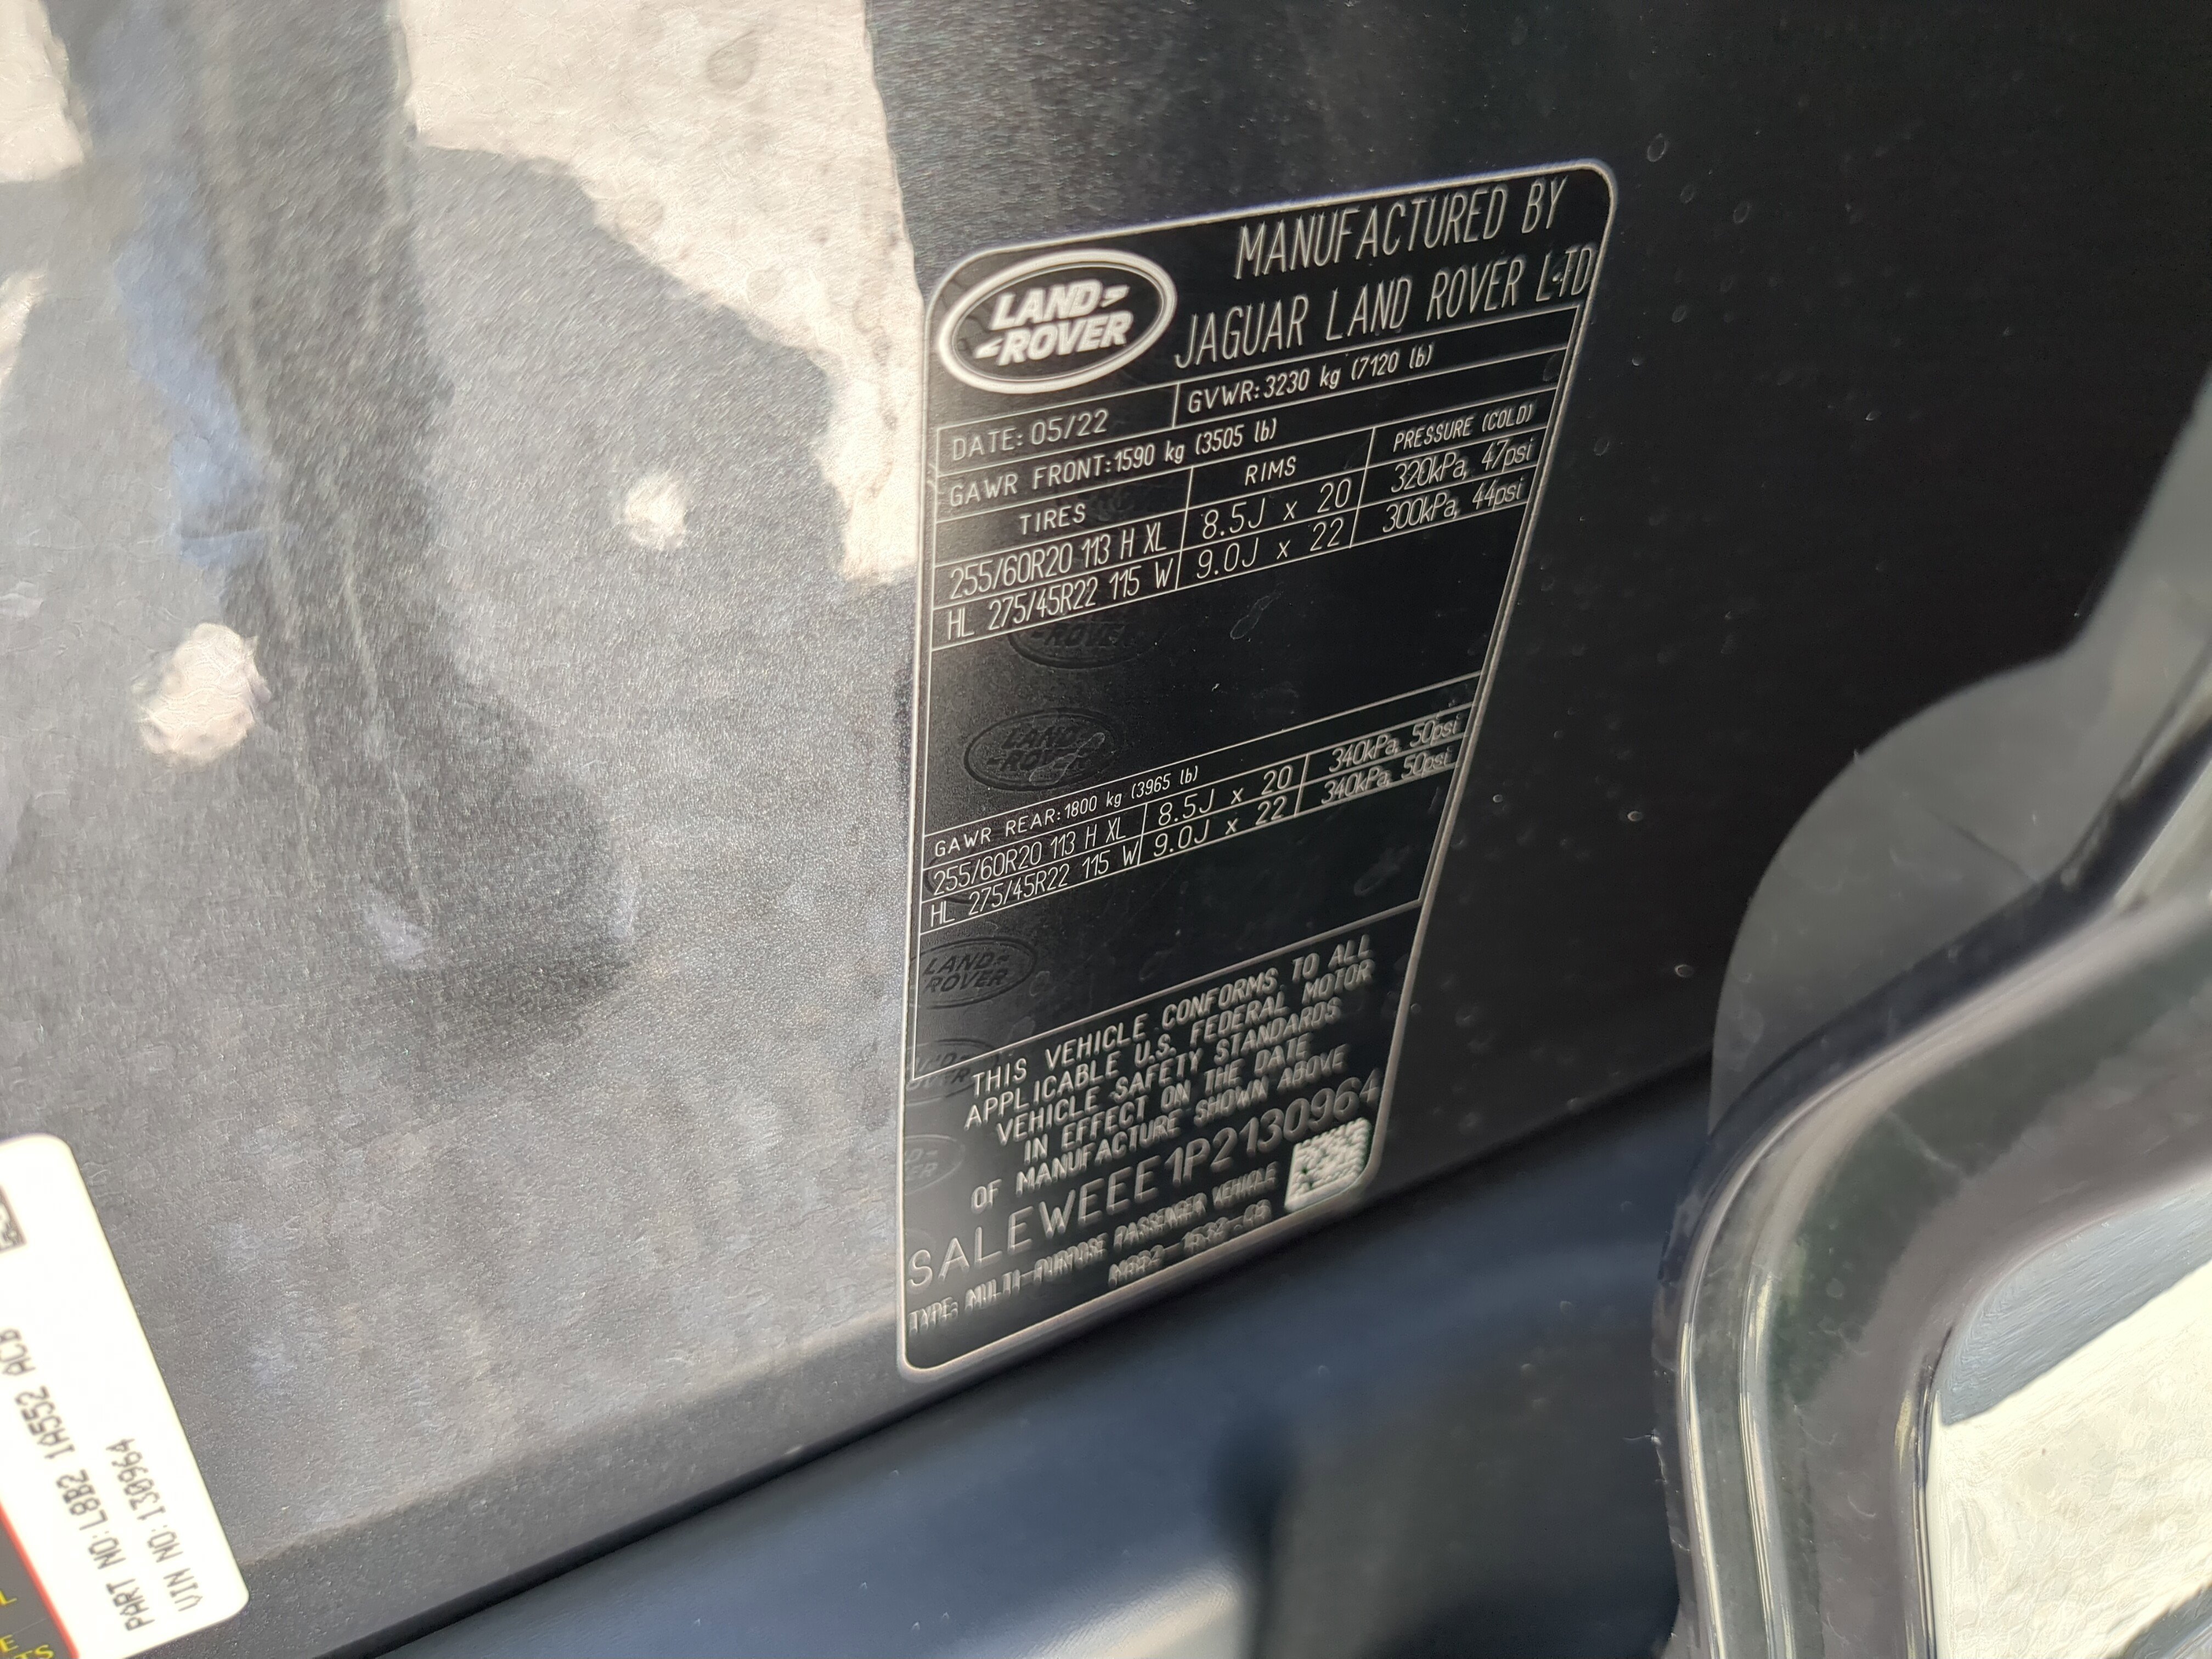 LAND
ROVER
MANUFACTURED BY
JAGUAR LAND ROVER LTD
DATE: 05/22 GVWR: 3230 kg (7120 lb)
GAWR FRONT: 1590 kg (3505 lb)
TIRES RIMS PRESSURE (COLD)
255/60R20 113 H XL 8.5J x 20 320kPa, 47psi
HL 275/45R22 115 W 9.0J x 22 300kPa, 44psi
GAWR REAR: 1800 kg (3965 lb)
255/60R20 113 H XL 8.5J x 20 340kPa, 50psi
HL 275/45R22 115 W 9.0J x 22 340kPa, 50psi
THIS VEHICLE CONFORMS TO ALL
APPLICABLE U.S. FEDERAL MOTOR
VEHICLE SAFETY STANDARDS
IN EFFECT ON THE DATE
OF MANUFACTURE SHOWN ABOVE
SALEWEEE1P2130964
TYPE: MULTI-PURPOSE PASSENGER VEHICLE
PART NO: L8B2 1A552 ACB
VIN NO: 130964